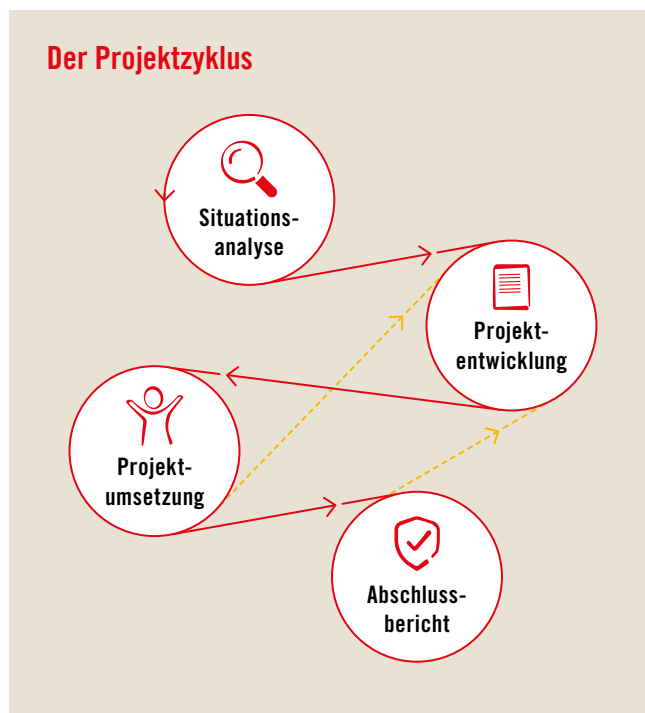 Der Projektzyklus
Situations-
analyse
Projekt-
entwicklung
Projekt-
umsetzung
Abschluss-
bericht